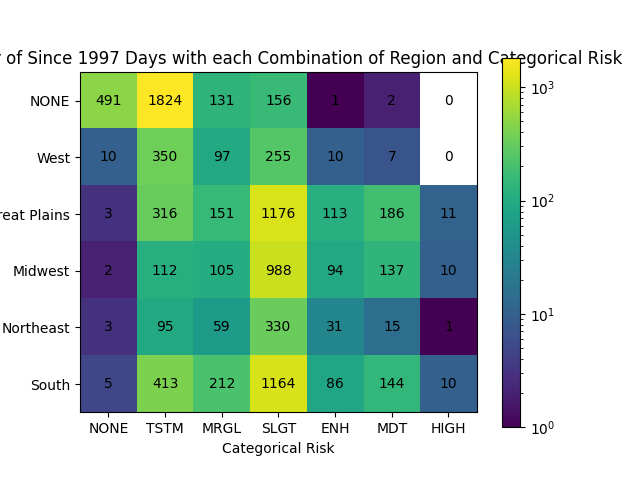 r of Since 1997 Days with each Combination of Region and Categorical Risk
NONE 491 1824 131 156 1 2 0
West 10 350 97 255 10 7 0
reat Plains 3 316 151 1176 113 186 11
Midwest 2 112 105 988 94 137 10
Northeast 3 95 59 330 31 15 1
South 5 413 212 1164 86 144 10
NONE TSTM MRGL SLGT ENH MDT HIGH
Categorical Risk
10³
10²
10¹
10⁰